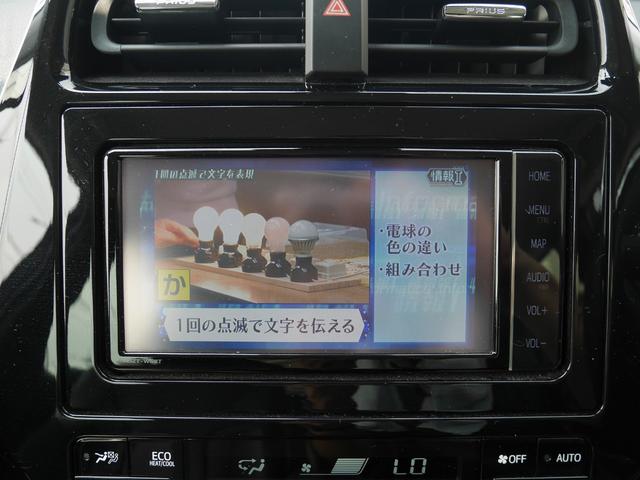 PRIUS
PRIUS
1回の点滅で文字を表現
情報I
・電球の
色の違い
・組み合わせ
か
1回の点滅で文字を伝える
HOME
MENU
MAP
AUDIO
VOL+
VOL-
ECO
HEAT/COOL
LO
OFF
AUTO